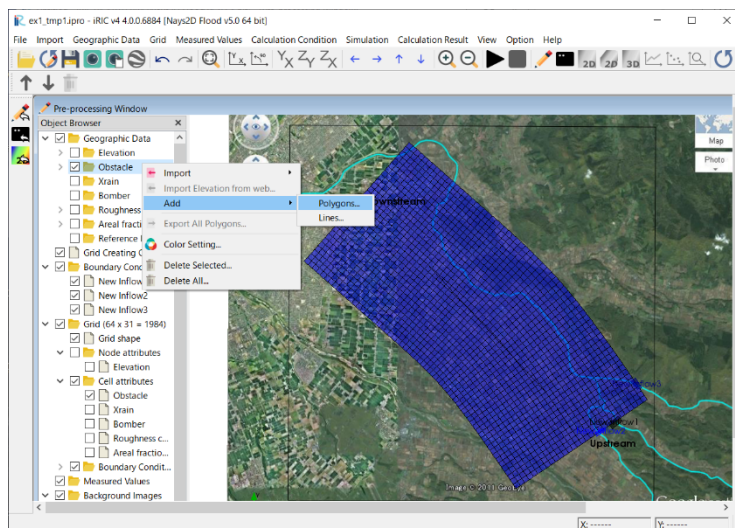 ex1_tmp1.ipro - iRIC v4 4.0.0.6884 [Nays2D Flood v5.0 64 bit]
File Import Geographic Data Grid Measured Values Calculation Condition Simulation Calculation Result View Option Help
2D 2D 3D
Pre-processing Window
Object Browser
Geographic Data
Elevation
Obstacle
Xrain
Bomber
Roughness
Areal fracti
Reference
Grid Creating C
Boundary Cond
New Inflow
New Inflow2
New Inflow3
Grid (64 x 31 = 1984)
Grid shape
Node attributes
Elevation
Cell attributes
Obstacle
Xrain
Bomber
Roughness c...
Areal fractio...
Boundary Condit...
Measured Values
Background Images
Import
Import Elevation from web...
Add
Export All Polygons...
Color Setting...
Delete Selected...
Delete All...
Polygons...
Lines...
wnstream
Map
Photo
Upstream
Image © 2011 GeoEye
X: ------
Y: ------